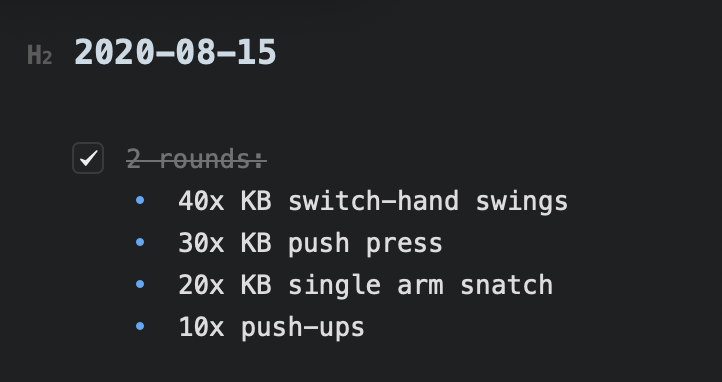 H2 2020-08-15
2 rounds:
40x KB switch-hand swings
30x KB push press
20x KB single arm snatch
10x push-ups